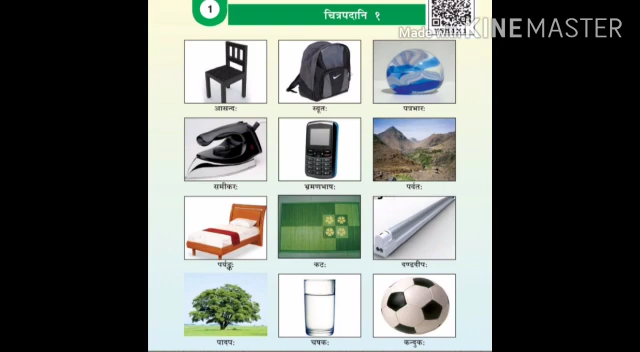 1
चित्रपदानि १
Made with KINEMASTER
आसन्दः स्यूतः पत्रभारः
समीकरः भ्रमणभाषः पर्वतः
पर्यङ्कः कटः दण्डदीपः
पादपः चषकः कन्दुकः